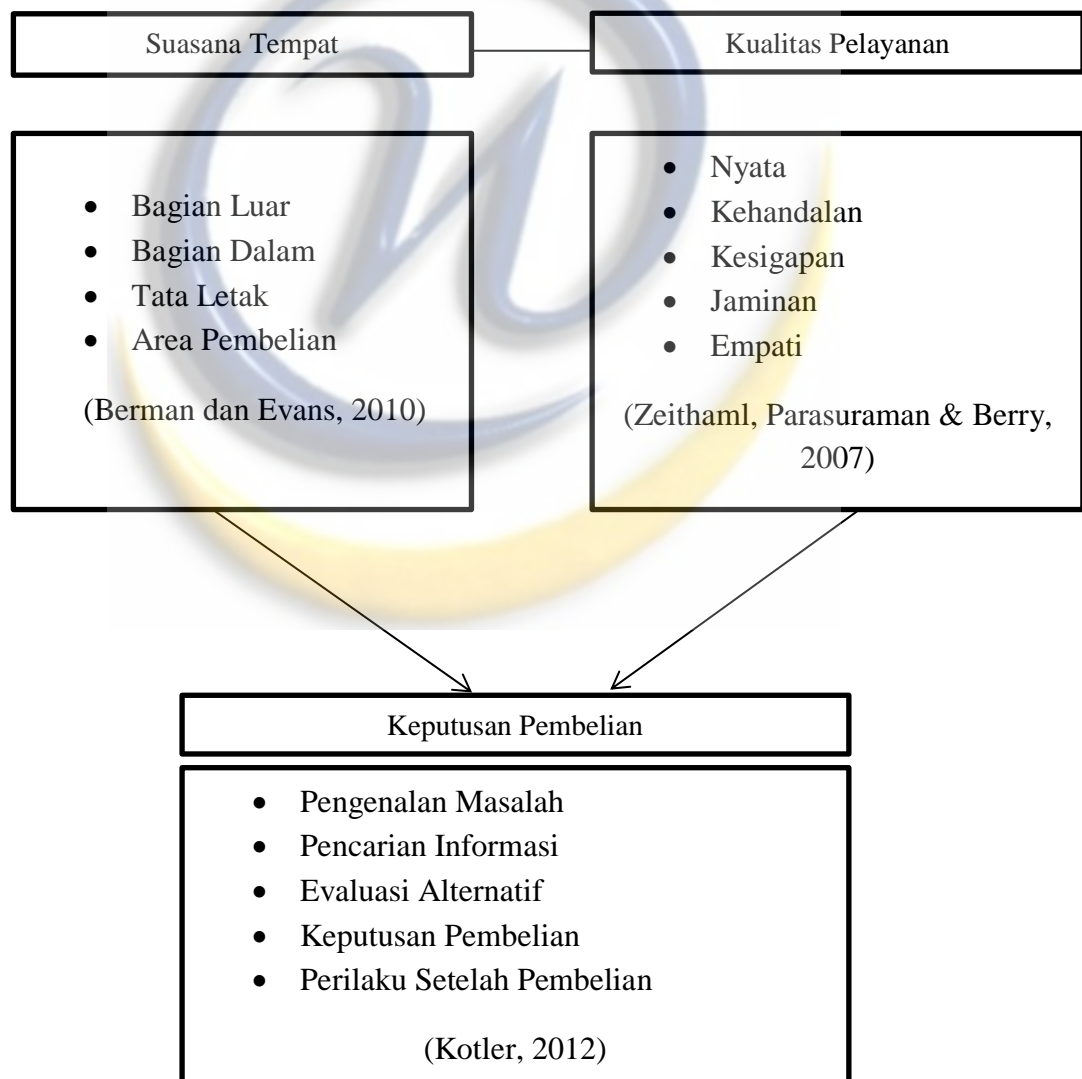 Suasana Tempat
Kualitas Pelayanan
• Bagian Luar
• Bagian Dalam
• Tata Letak
• Area Pembelian
(Berman dan Evans, 2010)
• Nyata
• Kehandalan
• Kesigapan
• Jaminan
• Empati
(Zeithaml, Parasuraman & Berry,
2007)
Keputusan Pembelian
• Pengenalan Masalah
• Pencarian Informasi
• Evaluasi Alternatif
• Keputusan Pembelian
• Perilaku Setelah Pembelian
(Kotler, 2012)